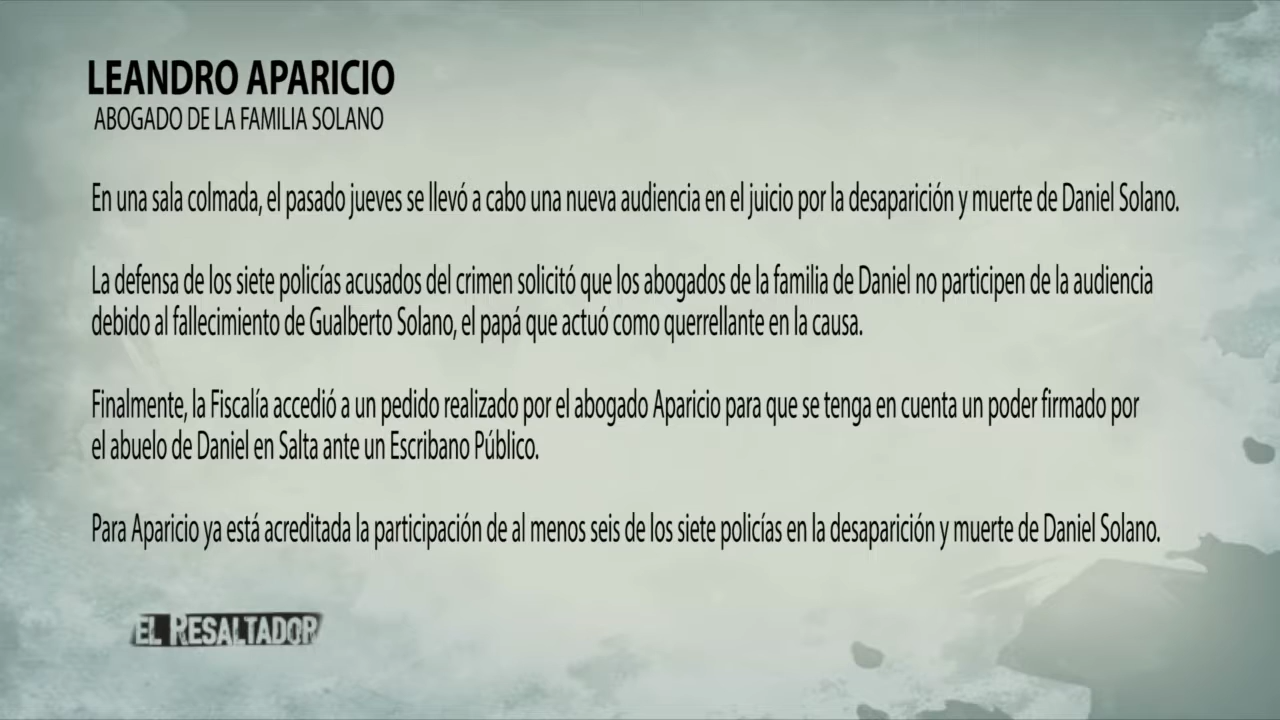 LEANDRO APARICIO
ABOGADO DE LA FAMILIA SOLANO
En una sala colmada, el pasado jueves se llevó a cabo una nueva audiencia en el juicio por la desaparición y muerte de Daniel Solano.
La defensa de los siete policías acusados del crimen solicitó que los abogados de la familia de Daniel no participen de la audiencia
debido al fallecimiento de Gualberto Solano, el papá que actuó como querrellante en la causa.
Finalmente, la Fiscalía accedió a un pedido realizado por el abogado Aparicio para que se tenga en cuenta un poder firmado por
el abuelo de Daniel en Salta ante un Escribano Público.
Para Aparicio ya está acreditada la participación de al menos seis de los siete policías en la desaparición y muerte de Daniel Solano.
EL RESALTADOR